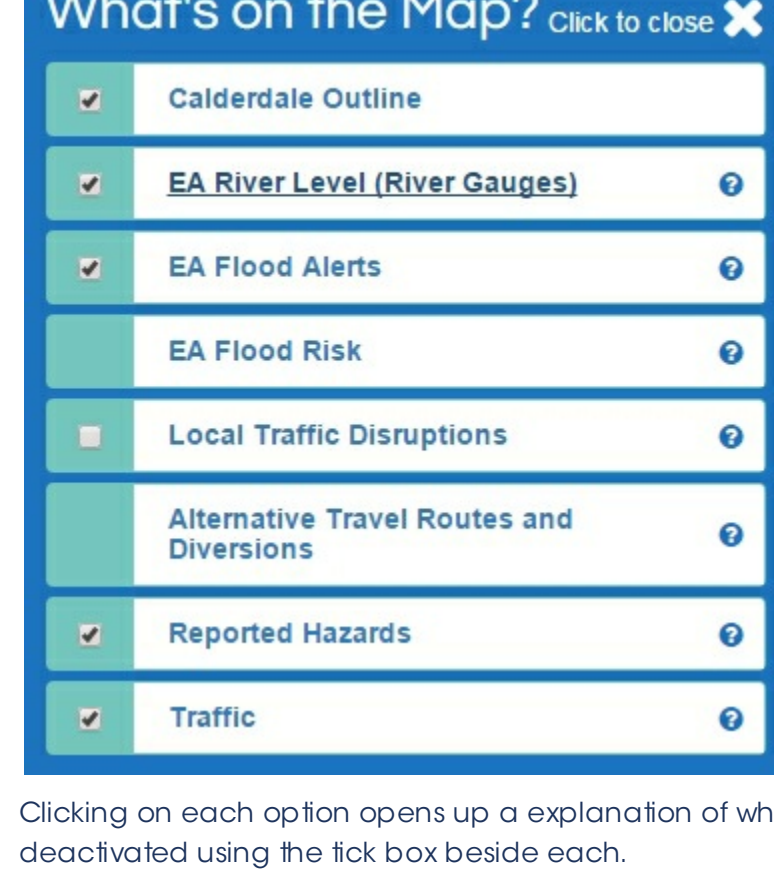 What's on the Map? Click to close
Calderdale Outline
EA River Level (River Gauges)
EA Flood Alerts
EA Flood Risk
Local Traffic Disruptions
Alternative Travel Routes and
Diversions
Reported Hazards
Traffic
Clicking on each option opens up a explanation of
deactivated using the tick box beside each.